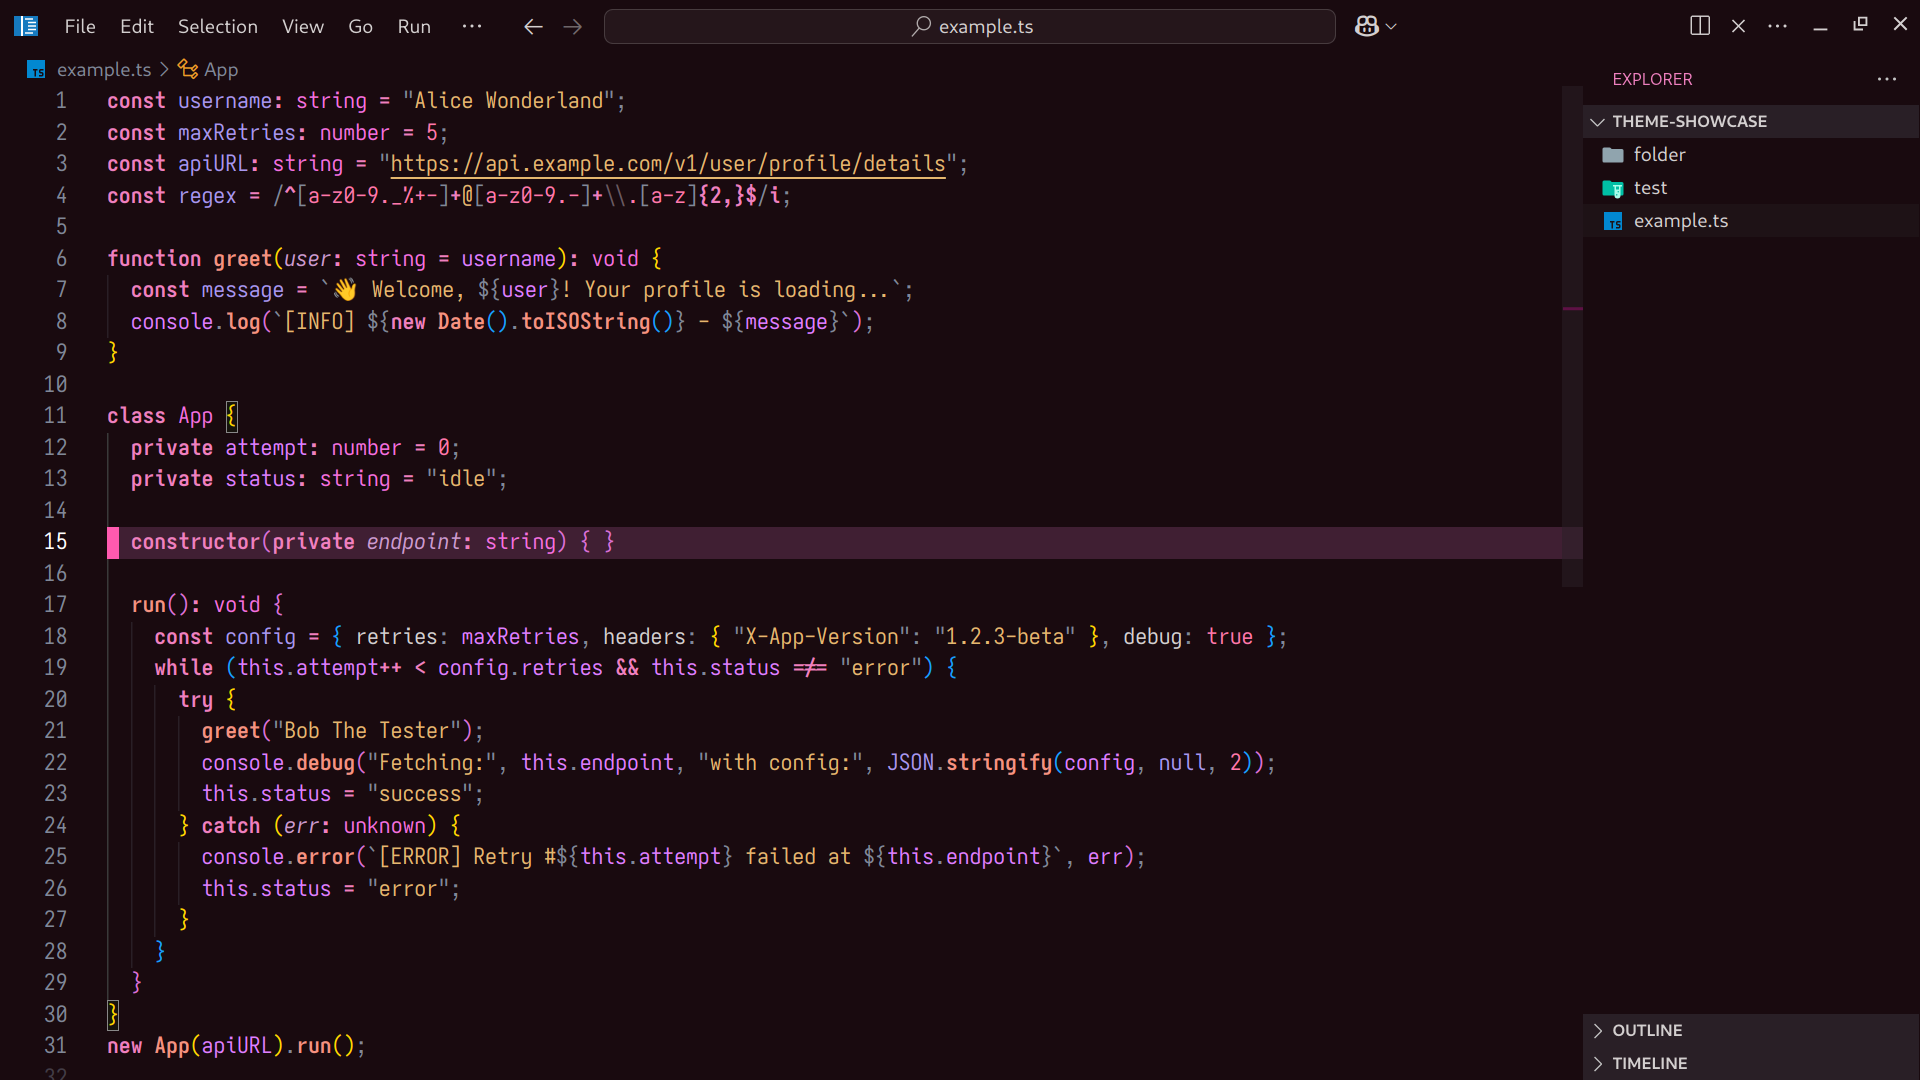 File Edit Selection View Go Run ··· example.ts
example.ts > App
1 const username: string = "Alice Wonderland";
2 const maxRetries: number = 5;
3 const apiURL: string = "https://api.example.com/v1/user/profile/details";
4 const regex = /^[a-z0-9._%+-]+@[a-z0-9.-]+\\.[a-z]{2,}$/i;
5
6 function greet(user: string = username): void {
7 const message = `👋 Welcome, ${user}! Your profile is loading...`;
8 console.log(`[INFO] ${new Date().toISOString()} - ${message}`);
9 }
10
11 class App {
12 private attempt: number = 0;
13 private status: string = "idle";
14
15 constructor(private endpoint: string) { }
16
17 run(): void {
18 const config = { retries: maxRetries, headers: { "X-App-Version": "1.2.3-beta" }, debug: true };
19 while (this.attempt++ < config.retries && this.status !== "error") {
20 try {
21 greet("Bob The Tester");
22 console.debug("Fetching:", this.endpoint, "with config:", JSON.stringify(config, null, 2));
23 this.status = "success";
24 } catch (err: unknown) {
25 console.error(`[ERROR] Retry #${this.attempt} failed at ${this.endpoint}`, err);
26 this.status = "error";
27 }
28 }
29 }
30 }
31 new App(apiURL).run();
32
EXPLORER
THEME-SHOWCASE
folder
test
TS example.ts
OUTLINE
TIMELINE